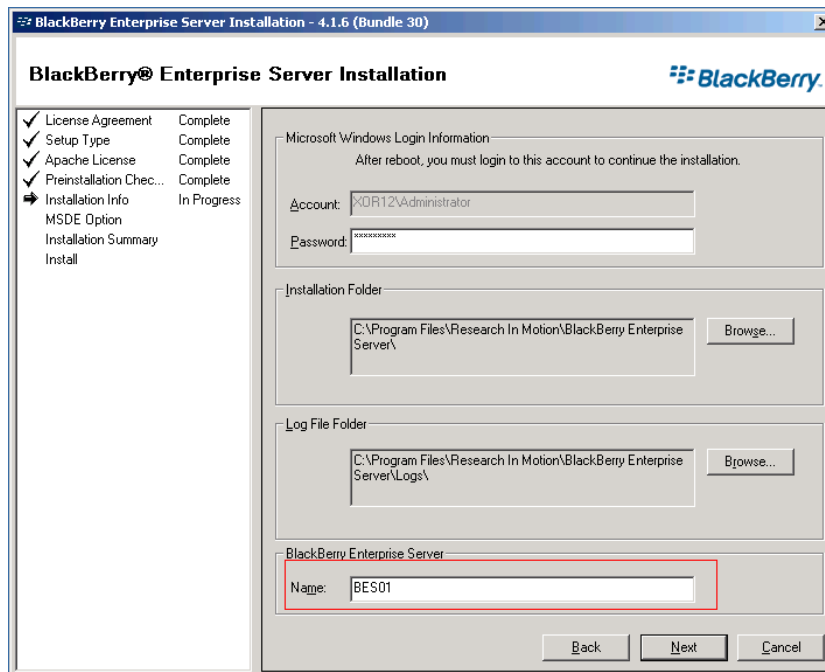 BlackBerry Enterprise Server Installation - 4.1.6 (Bundle 30)
BlackBerry® Enterprise Server Installation
BlackBerry.
License Agreement Complete
Setup Type Complete
Apache License Complete
Preinstallation Chec... Complete
Installation Info In Progress
MSDE Option
Installation Summary
Install
Microsoft Windows Login Information
After reboot, you must login to this account to continue the installation.
Account: XOR12\Administrator
Password: *********
Installation Folder
C:\Program Files\Research In Motion\BlackBerry Enterprise
Server\
Browse...
Log File Folder
C:\Program Files\Research In Motion\BlackBerry Enterprise
Server\Logs\
Browse...
BlackBerry Enterprise Server
Name: BES01
Back Next Cancel